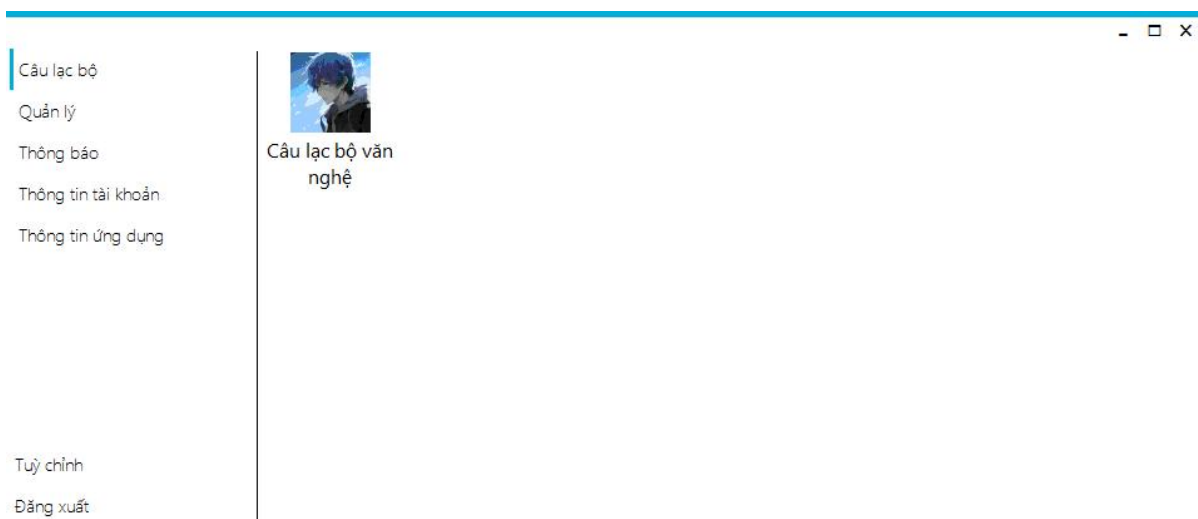 Câu lạc bộ
Quản lý
Thông báo
Thông tin tài khoản
Thông tin ứng dụng
Tuỳ chỉnh
Đăng xuất
Câu lạc bộ văn
nghệ